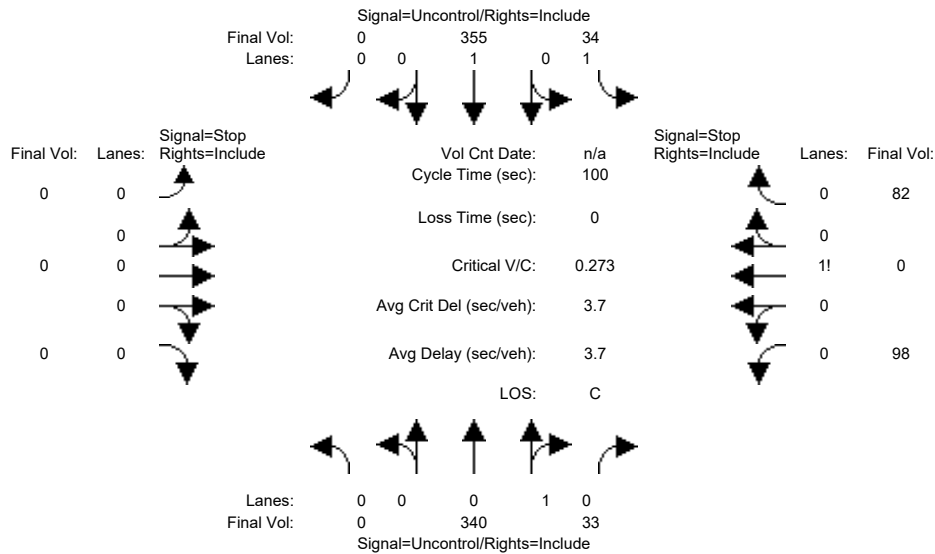 Signal=Uncontrol/Rights=Include
Final Vol: 0 355 34
Lanes: 0 0 1 0 1
Signal=Stop
Final Vol: Lanes: Rights=Include
Vol Cnt Date: n/a
Signal=Stop
Rights=Include Lanes: Final Vol:
Cycle Time (sec): 100
0 0
0 82
Loss Time (sec): 0
0
0
0 0
Critical V/C: 0.273
1! 0
0
Avg Crit Del (sec/veh): 3.7
0
0 0
Avg Delay (sec/veh): 3.7
0 98
LOS: C
Lanes: 0 0 0 1 0
Final Vol: 0 340 33
Signal=Uncontrol/Rights=Include